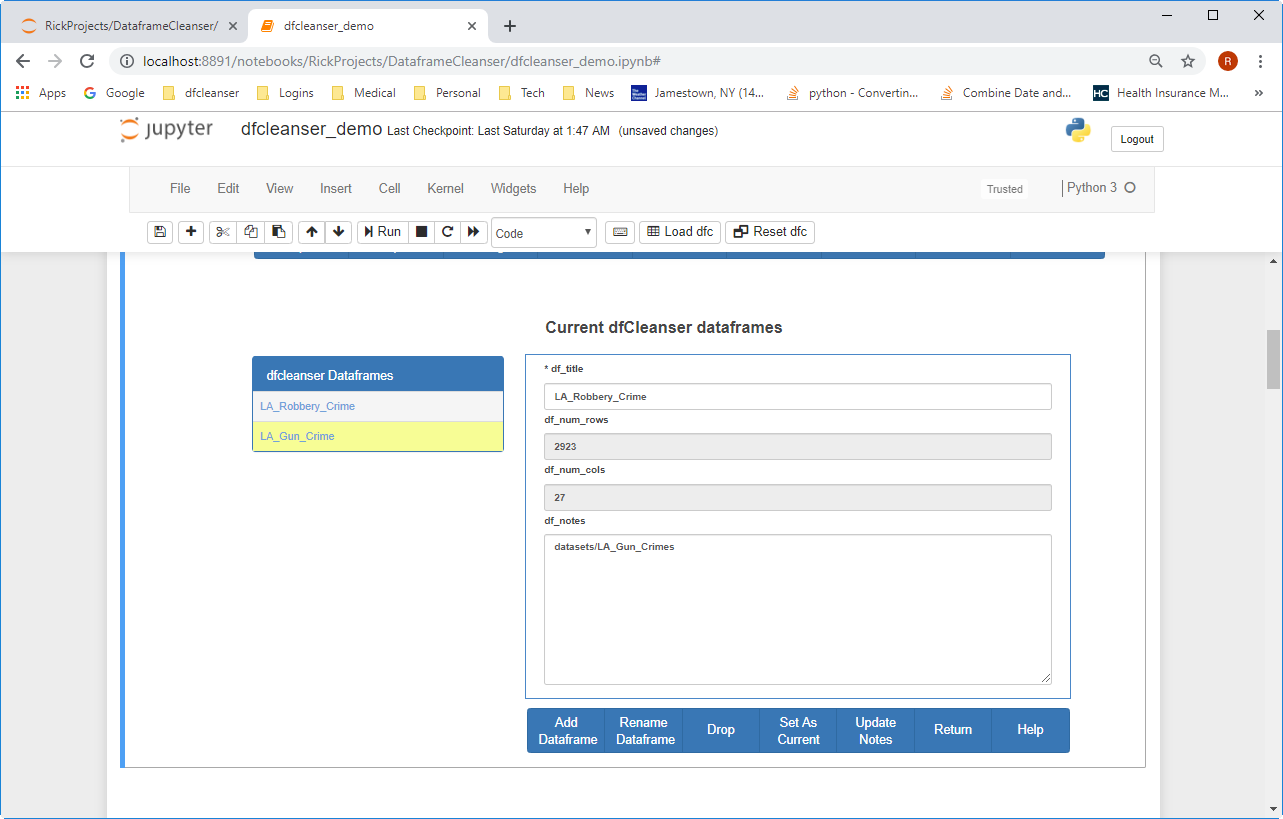 RickProjects/DataframeCleanser/
dfcleanser_demo
localhost:8891/notebooks/RickProjects/DataframeCleanser/dfcleanser_demo.ipynb#
R
Apps
Google
dfcleanser
Logins
Medical
Personal
Tech
News
Jamestown, NY (14...
python - Convertin...
Combine Date and...
HC
Health Insurance M...
»
jupyter
dfcleanser_demo Last Checkpoint: Last Saturday at 1:47 AM (unsaved changes)
Logout
File
Edit
View
Insert
Cell
Kernel
Widgets
Help
Trusted
Python 3
Run
Code
Load dfc
Reset dfc
Current dfCleanser dataframes
dfcleanser Dataframes
LA_Robbery_Crime
LA_Gun_Crime
* df_title
LA_Robbery_Crime
df_num_rows
2923
df_num_cols
27
df_notes
datasets/LA_Gun_Crimes
Add
Dataframe
Rename
Dataframe
Drop
Set As
Current
Update
Notes
Return
Help